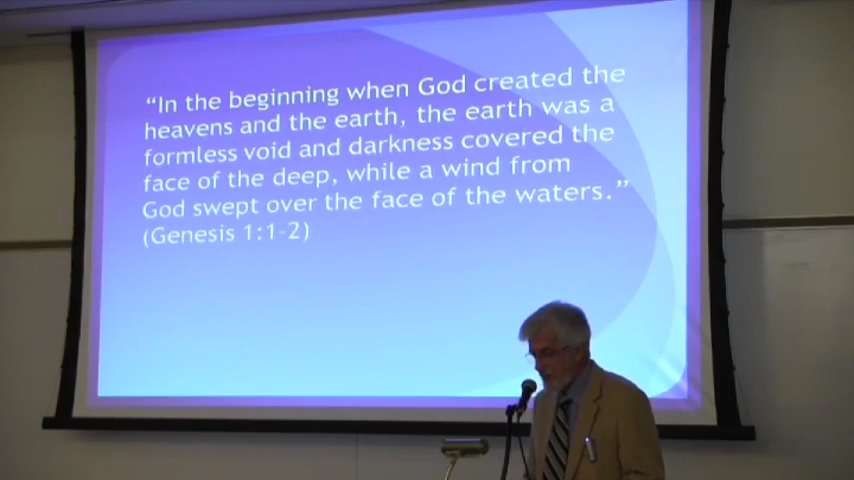 “In the beginning when God created the
heavens and the earth, the earth was a
formless void and darkness covered the
face of the deep, while a wind from
God swept over the face of the waters.”
(Genesis 1:1-2)